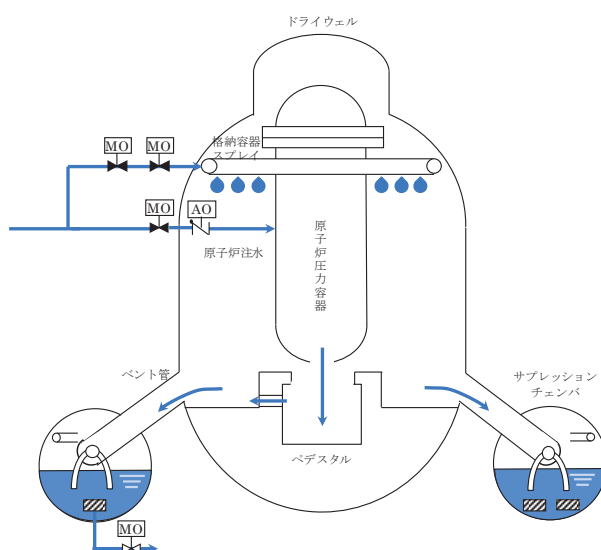 ドライウェル
MO
MO
格納容器
スプレイ
MO
AO
原子炉注水
原子炉圧力容器
ベント管
サプレッション
チェンバ
ペデスタル
MO